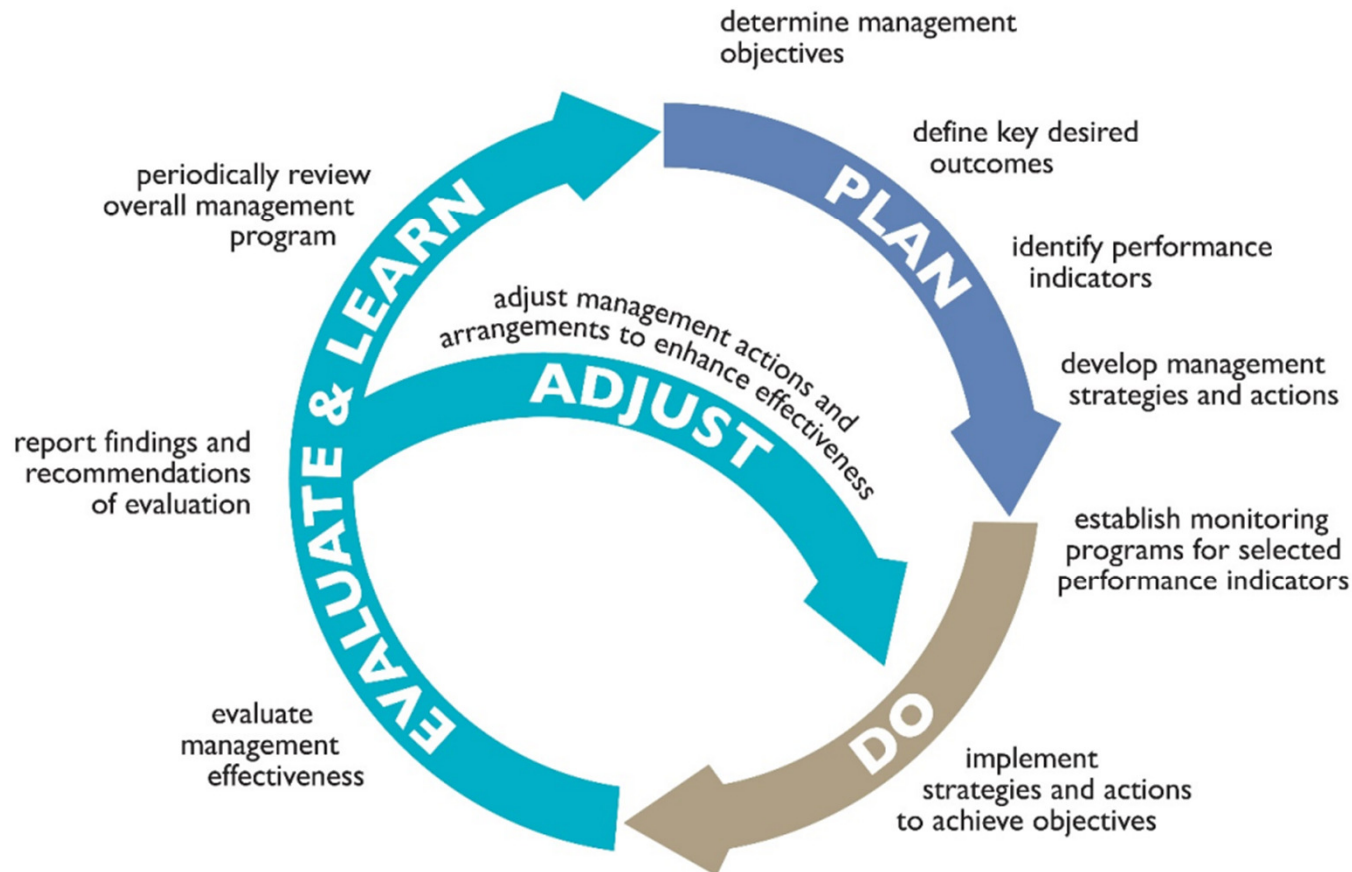 determine management
objectives
define key desired
outcomes
PLAN
identify performance
indicators
develop management
strategies and actions
establish monitoring
programs for selected
performance indicators
DO
implement
strategies and actions
to achieve objectives
evaluate
management
effectiveness
EVALUATE & LEARN
report findings and
recommendations
of evaluation
periodically review
overall management
program
adjust management actions and
arrangements to enhance effectiveness
ADJUST